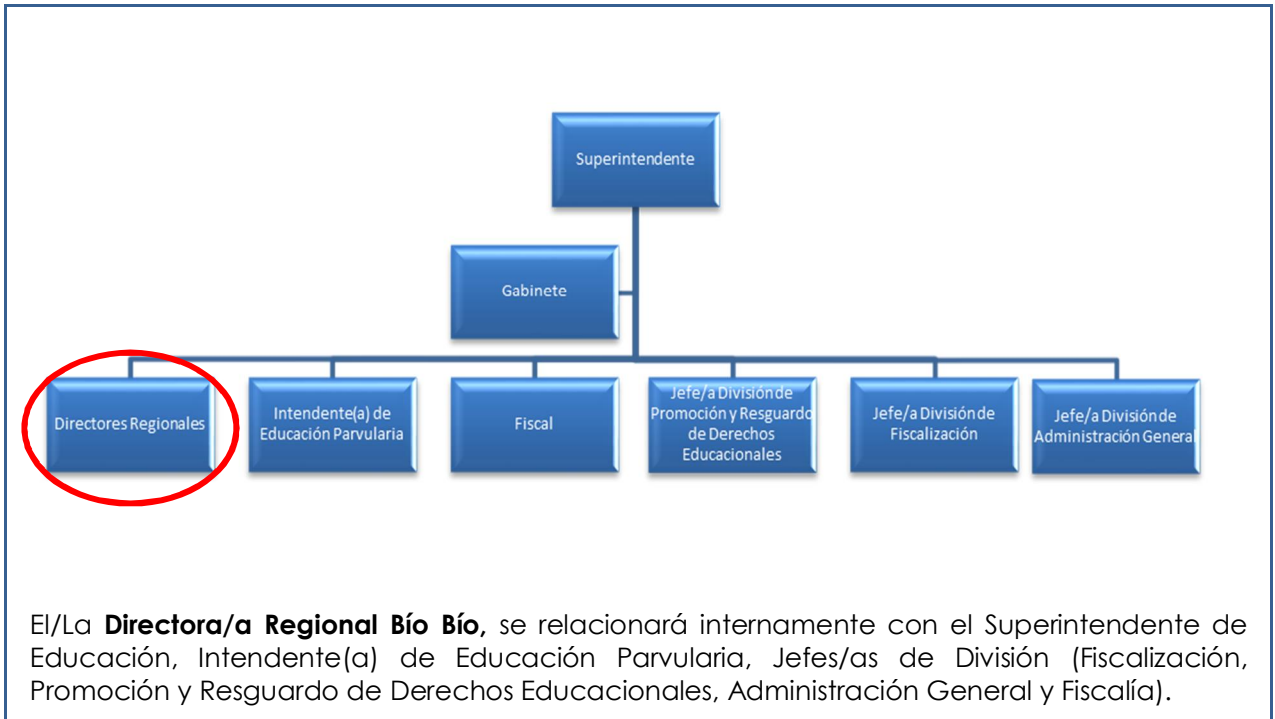 Superintendente
Gabinete
Directores Regionales
Intendente(a) de
Educación Parvularia
Fiscal
Jefe/a División de
Promoción y Resguardo
de Derechos
Educacionales
Jefe/a División de
Fiscalización
Jefe/a División de
Administración General
El/La Directora/a Regional Bío Bío, se relacionará internamente con el Superintendente de
Educación, Intendente(a) de Educación Parvularia, Jefes/as de División (Fiscalización,
Promoción y Resguardo de Derechos Educacionales, Administración General y Fiscalía).